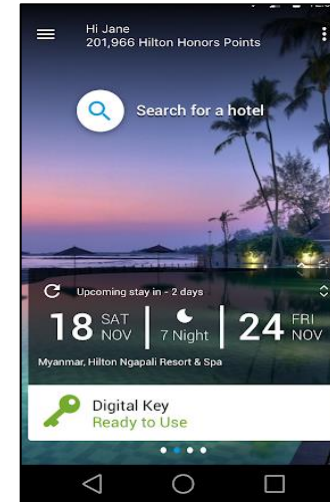 Hi Jane
201,966 Hilton Honors Points
Search for a hotel
Upcoming stay in - 2 days
18 SAT NOV 7 Night 24 FRI NOV
Myanmar, Hilton Ngapali Resort & Spa
Digital Key
Ready to Use